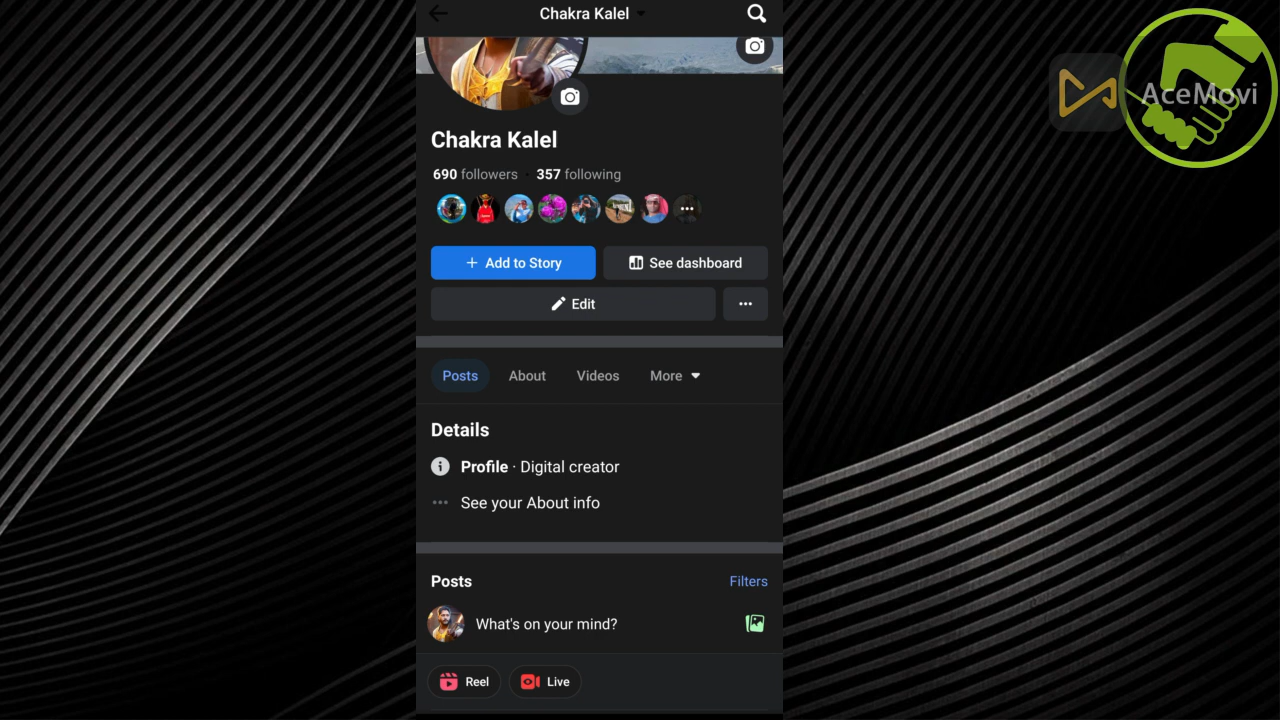 Chakra Kalel
AceMovi
Chakra Kalel
690 followers · 357 following
+ Add to Story
See dashboard
Edit
Posts
About
Videos
More
Details
Profile · Digital creator
See your About info
Posts
Filters
What's on your mind?
Reel
Live